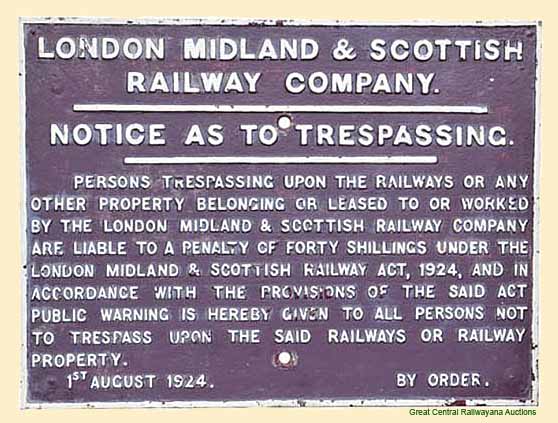 LONDON MIDLAND & SCOTTISH
RAILWAY COMPANY.
NOTICE AS TO TRESPASSING.
PERSONS TRESPASSING UPON THE RAILWAYS OR ANY
OTHER PROPERTY BELONGING OR LEASED TO OR WORKED
BY THE LONDON MIDLAND & SCOTTISH RAILWAY COMPANY
ARE LIABLE TO A PENALTY OF FORTY SHILLINGS UNDER THE
LONDON MIDLAND & SCOTTISH RAILWAY ACT, 1924, AND IN
ACCORDANCE WITH THE PROVISIONS OF THE SAID ACT
PUBLIC WARNING IS HEREBY GIVEN TO ALL PERSONS NOT
TO TRESPASS UPON THE SAID RAILWAYS OR RAILWAY
PROPERTY.
1ST AUGUST 1924. BY ORDER.
Great Central Railwayana Auctions